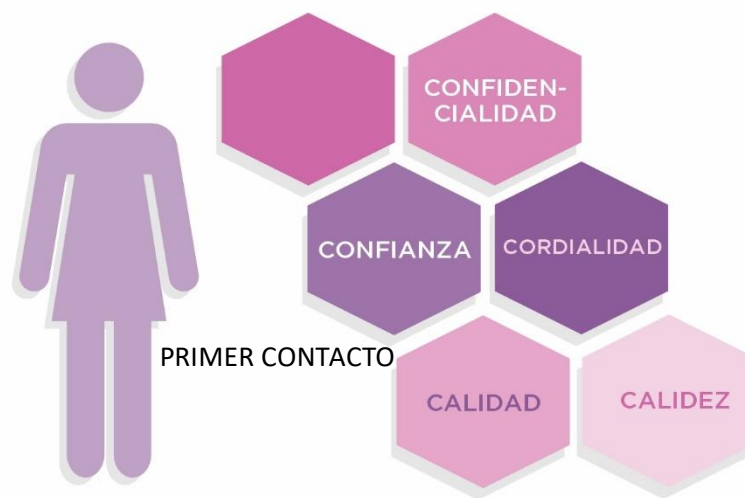 CONFIDEN-
CIALIDAD
CONFIANZA
CORDIALIDAD
PRIMER CONTACTO
CALIDAD
CALIDEZ